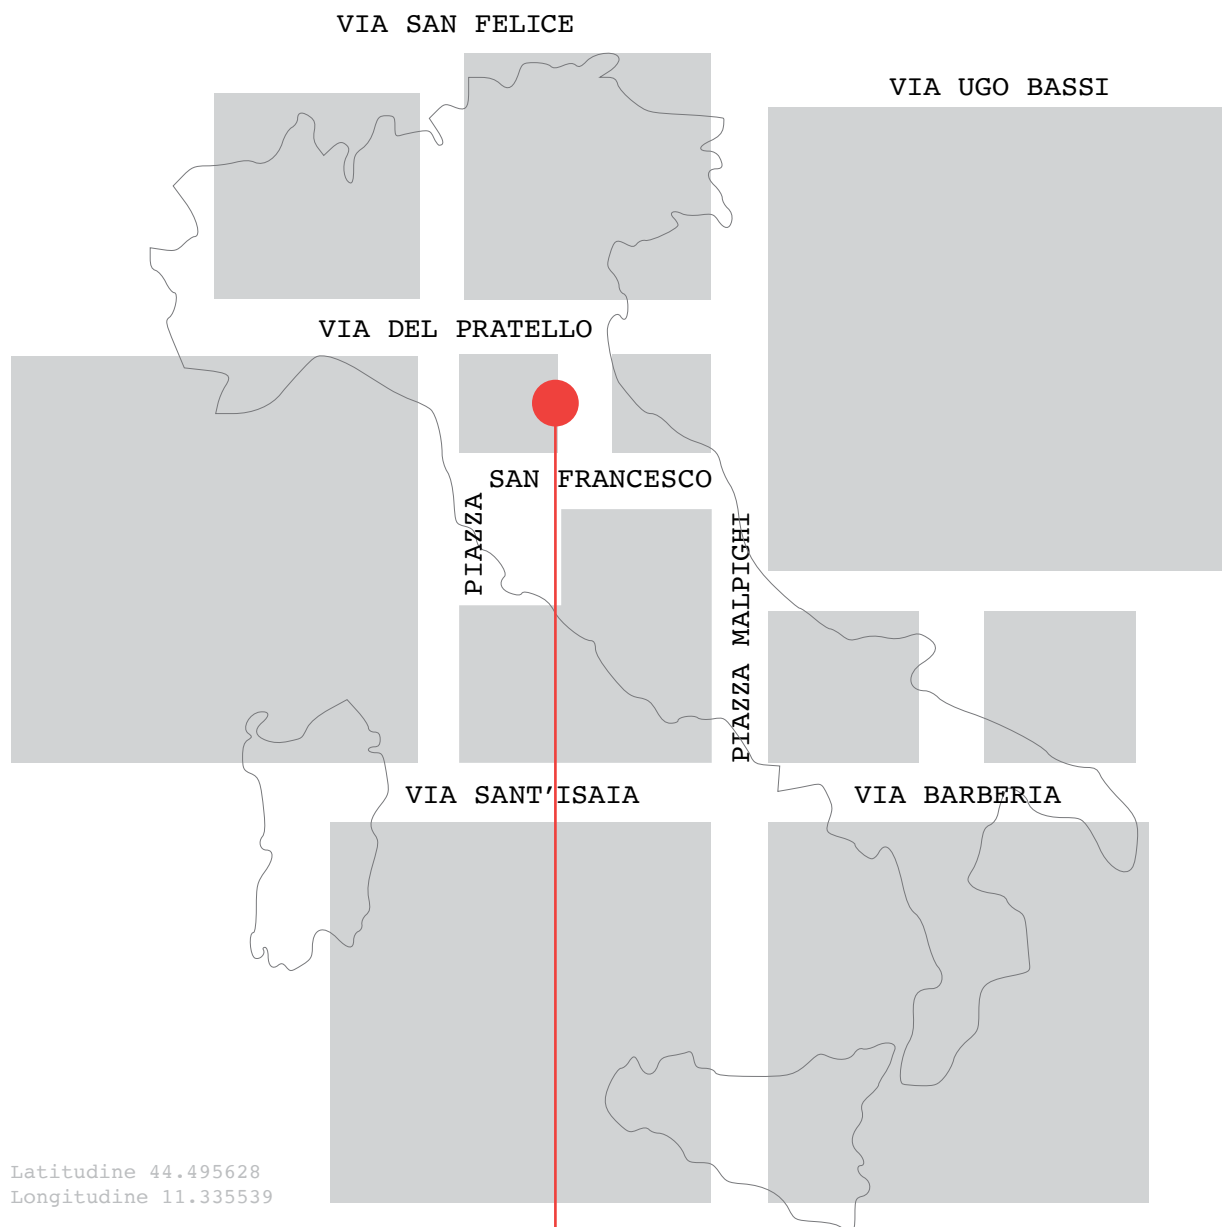 VIA SAN FELICE
VIA UGO BASSI
VIA DEL PRATELLO
SAN FRANCESCO
PIAZZA
PIAZZA MALPIGHI
VIA SANT'ISAIA
VIA BARBERIA
Latitudine 44.495628
Longitudine 11.335539